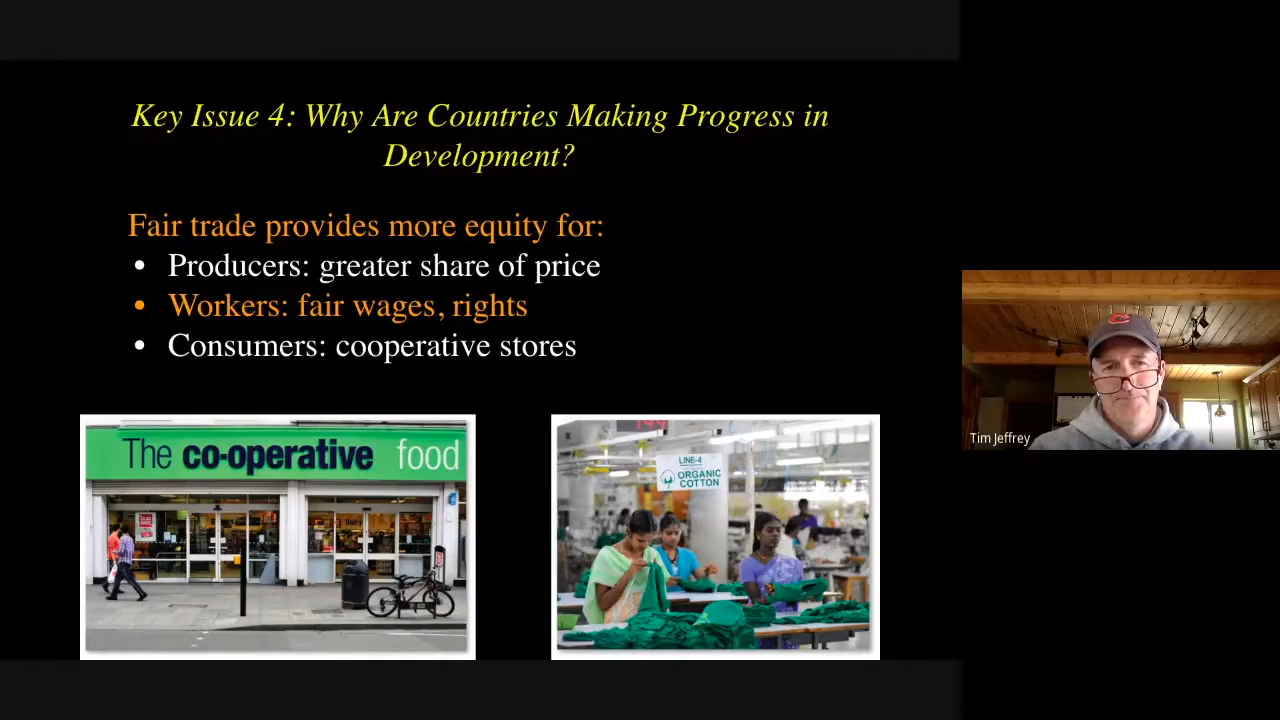 Key Issue 4: Why Are Countries Making Progress in
Development?
Fair trade provides more equity for:
• Producers: greater share of price
• Workers: fair wages, rights
• Consumers: cooperative stores
The co-operative food
LINE-4
ORGANIC
COTTON
Tim Jeffrey